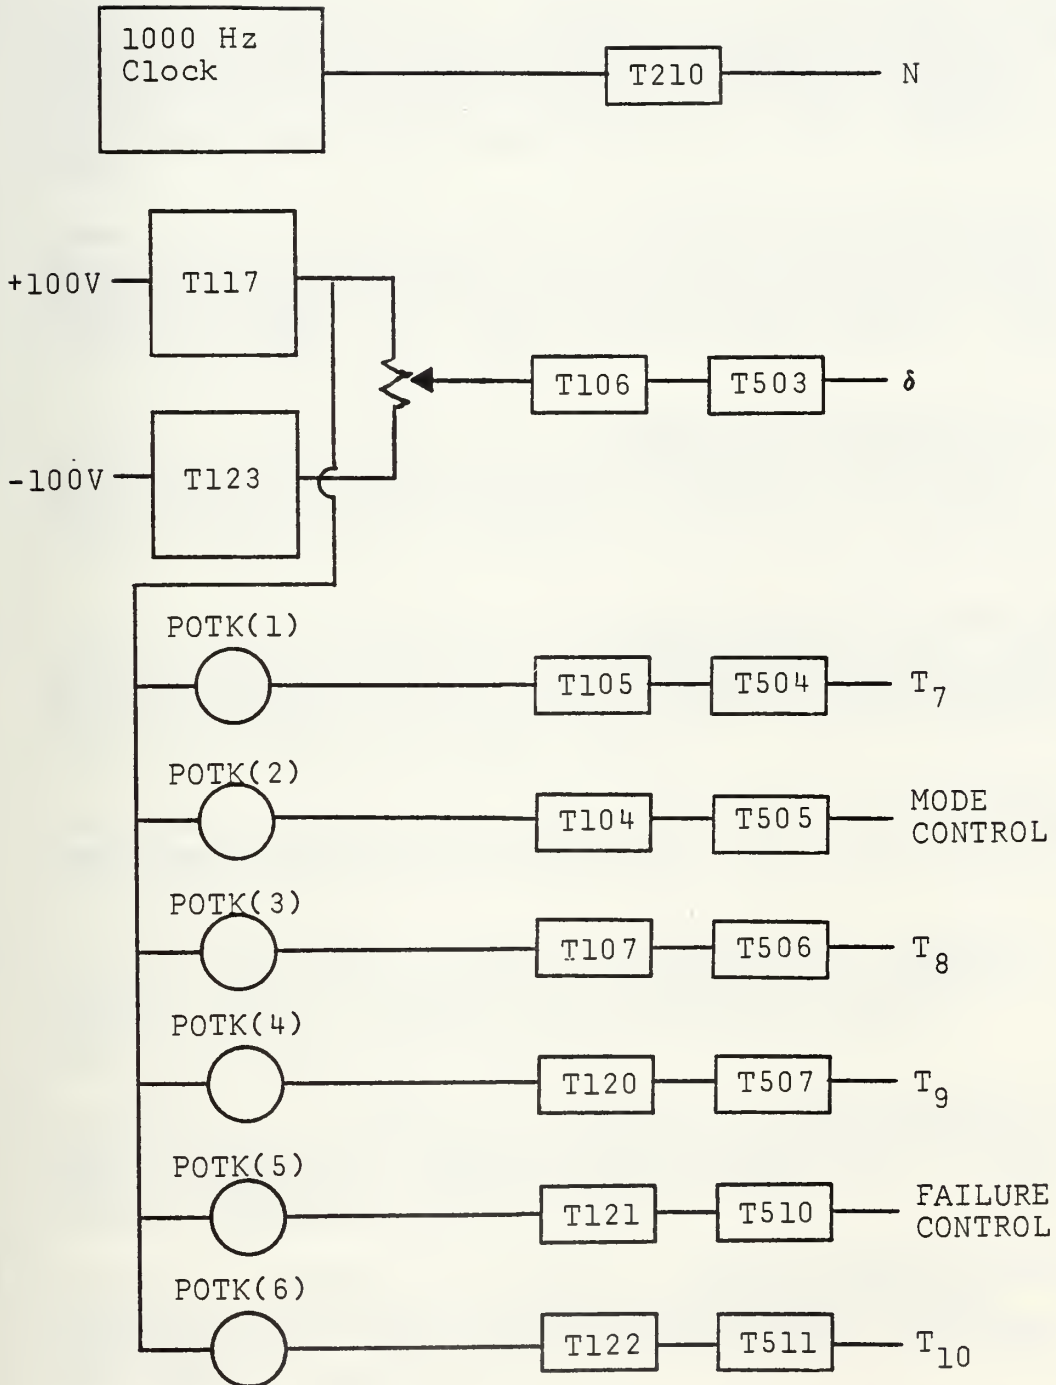 1000 Hz
Clock
T210
N
+100V
T117
T106
T503
δ
-100V
T123
POTK(1)
T105
T504
T7
POTK(2)
T104
T505
MODE
CONTROL
POTK(3)
T107
T506
T8
POTK(4)
T120
T507
T9
POTK(5)
T121
T510
FAILURE
CONTROL
POTK(6)
T122
T511
T10